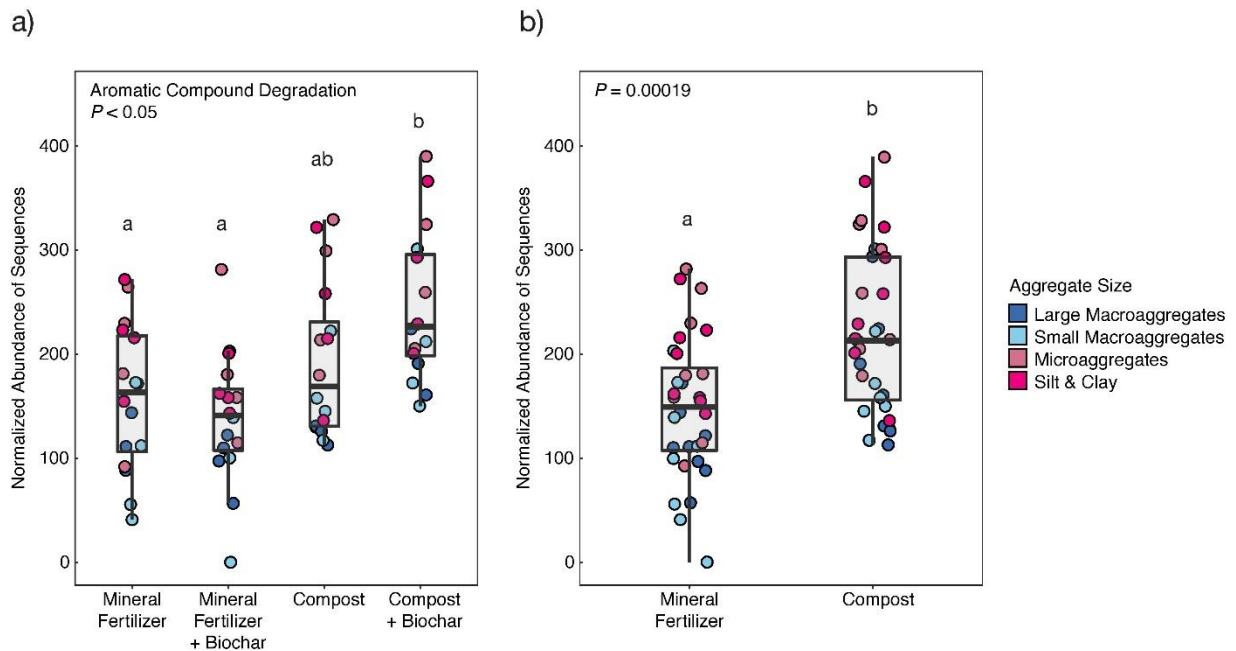 a)
Aromatic Compound Degradation
P < 0.05
a
a
ab
b
400
300
200
100
0
Normalized Abundance of Sequences
Mineral
Fertilizer
Mineral
Fertilizer
+ Biochar
Compost
Compost
+ Biochar
b)
P = 0.00019
a
b
400
300
200
100
0
Normalized Abundance of Sequences
Mineral
Fertilizer
Compost
Aggregate Size
Large Macroaggregates
Small Macroaggregates
Microaggregates
Silt & Clay